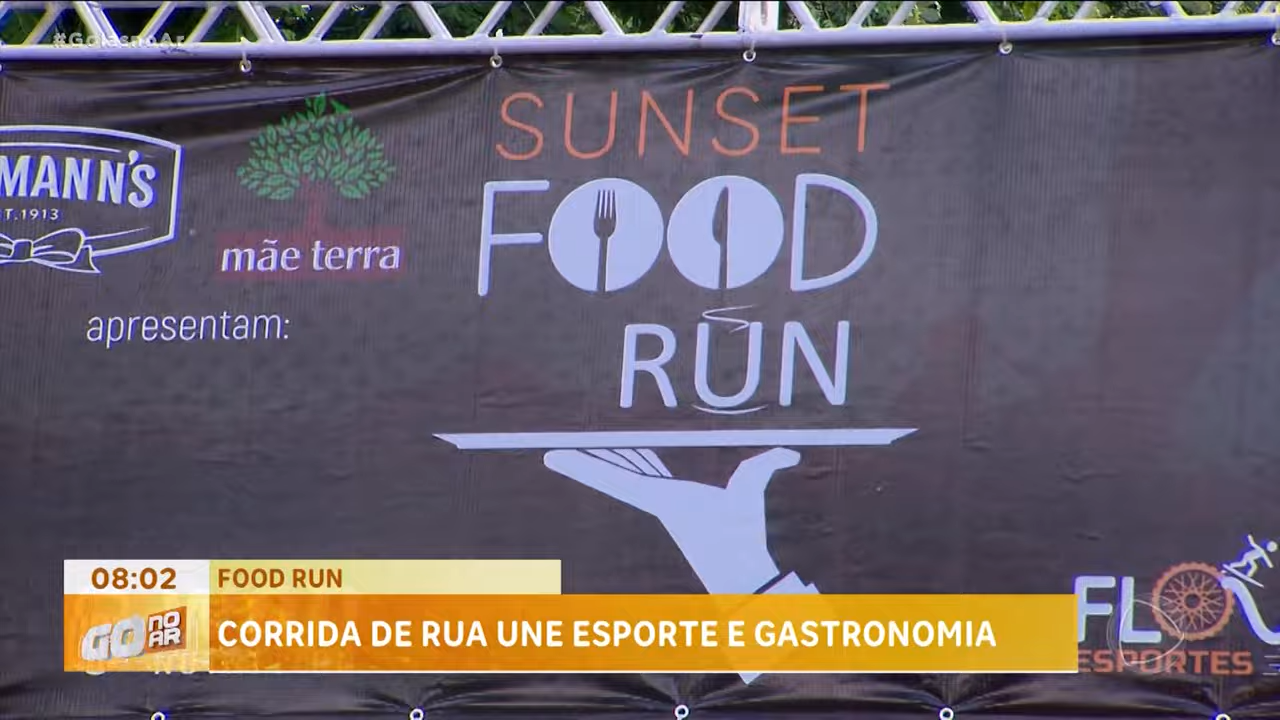 #GoiásnoAr
SUNSET
FOOD
RUN
MANN'S
T.1913
mãe terra
apresentam:
08:02
FOOD RUN
GO NO AR
CORRIDA DE RUA UNE ESPORTE E GASTRONOMIA
ESPORTES